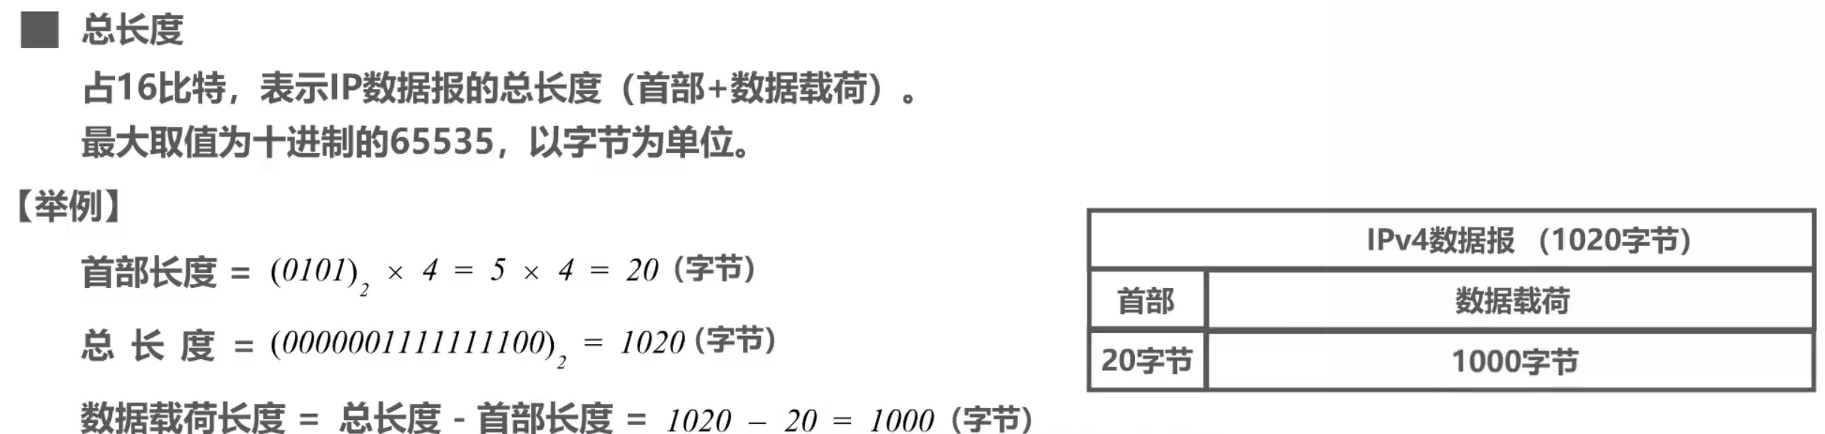 总长度
占16比特，表示IP数据报的总长度（首部+数据载荷）。
最大取值为十进制的65535，以字节为单位。
【举例】
首部长度 = (0101)₂ × 4 = 5 × 4 = 20 (字节)
总 长 度 = (0000001111111100)₂ = 1020 (字节)
数据载荷长度 = 总长度 - 首部长度 = 1020 – 20 = 1000 (字节)
IPv4数据报 （1020字节）
首部 数据载荷
20字节 1000字节